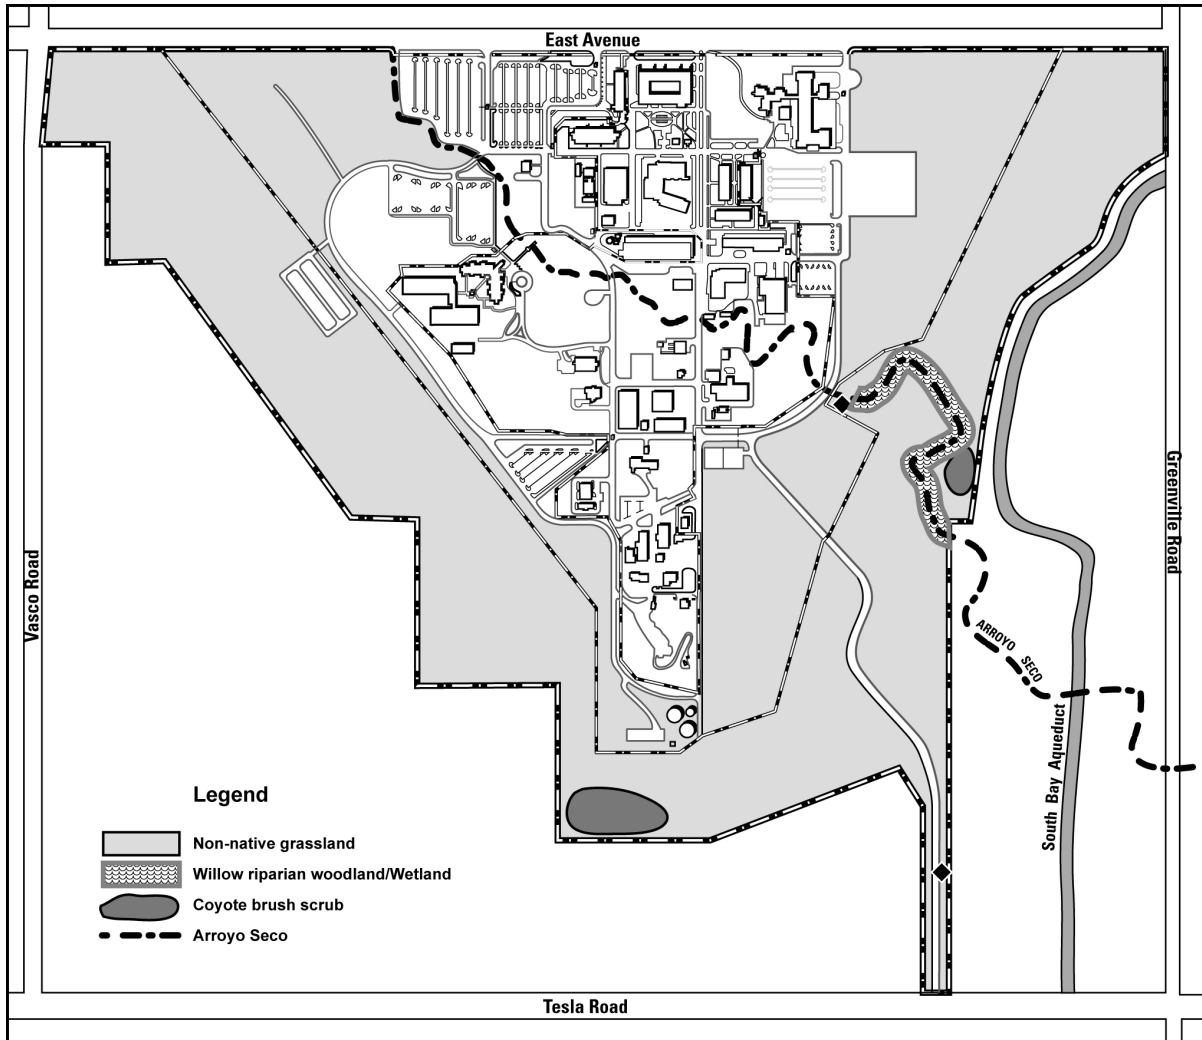 East Avenue
Vasco Road
Greenville Road
ARROYO SECO
South Bay Aqueduct
Legend
Non-native grassland
Willow riparian woodland/Wetland
Coyote brush scrub
Arroyo Seco
Tesla Road